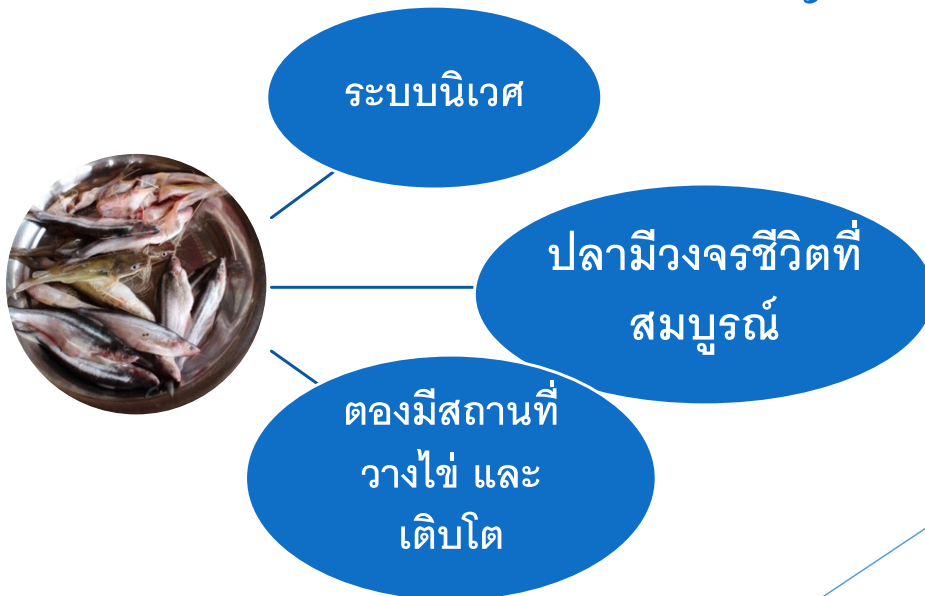 ระบบนิเวศ
ปลามีวงจรชีวิตที่
สมบูรณ์
ตองมีสถานที่
วางไข่ และ
เติบโต